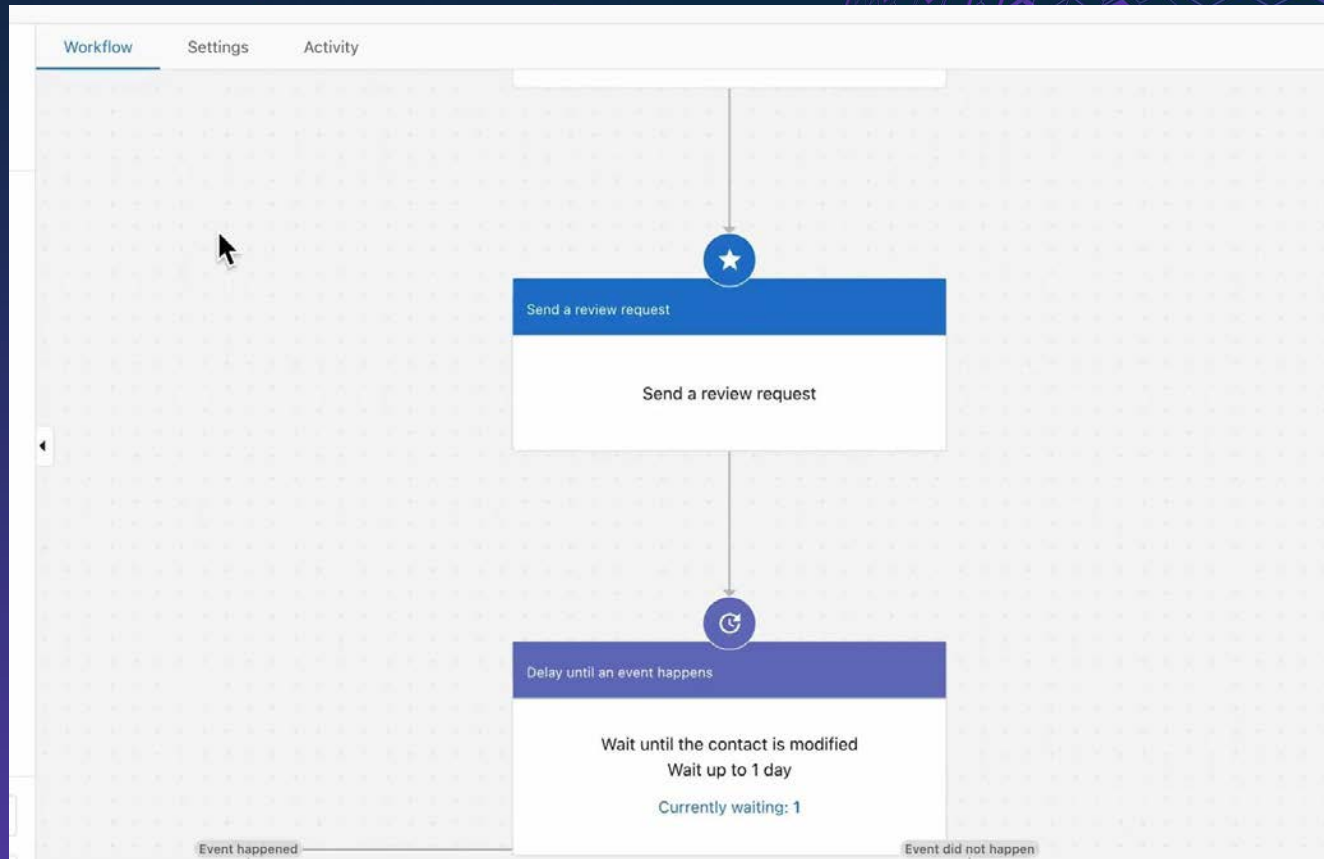 Workflow Settings Activity
Send a review request
Send a review request
Delay until an event happens
Wait until the contact is modified
Wait up to 1 day
Currently waiting: 1
Event happened Event did not happen